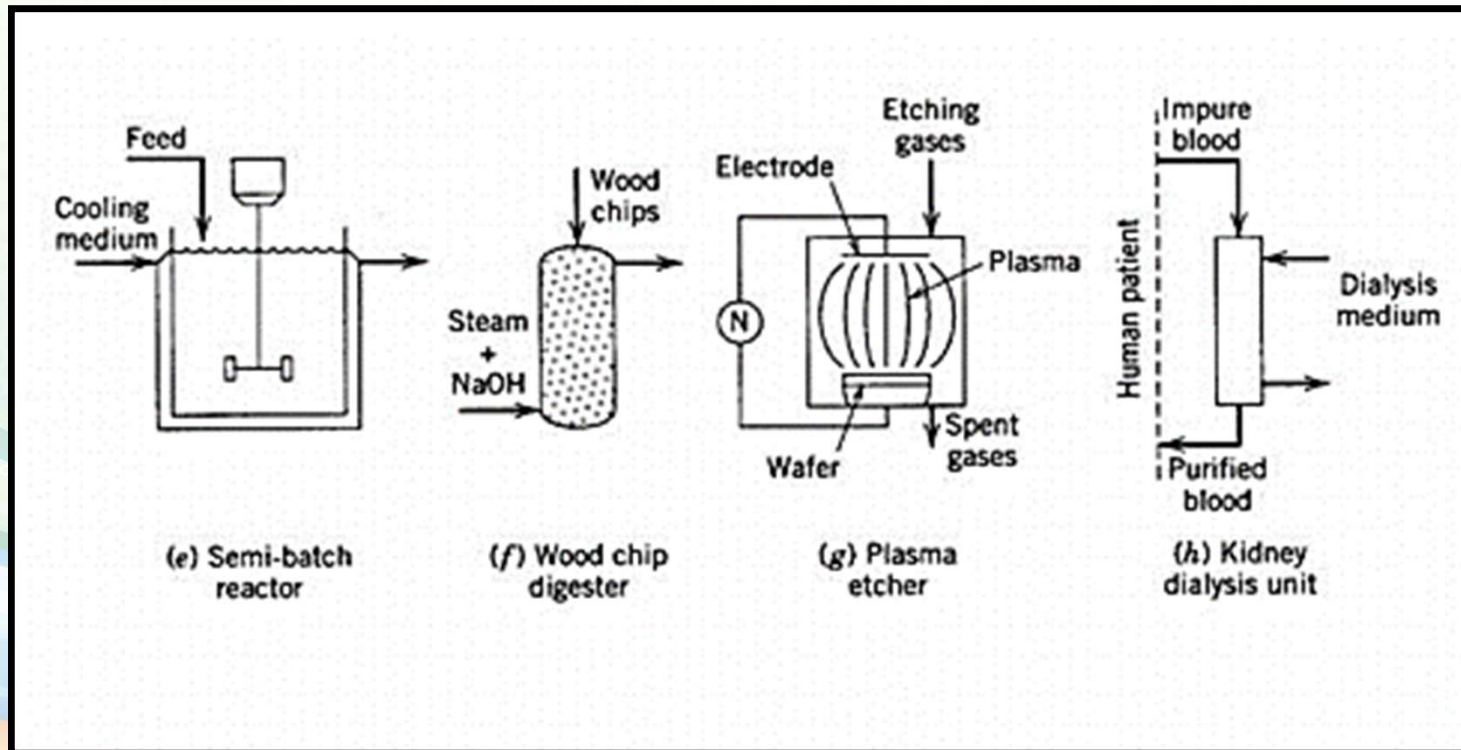 Feed
Cooling
medium
(e) Semi-batch
reactor
Wood
chips
Steam
+
NaOH
(f) Wood chip
digester
Etching
gases
Electrode
Plasma
N
Wafer
Spent
gases
(g) Plasma
etcher
Impure
blood
Human patient
Dialysis
medium
Purified
blood
(h) Kidney
dialysis unit